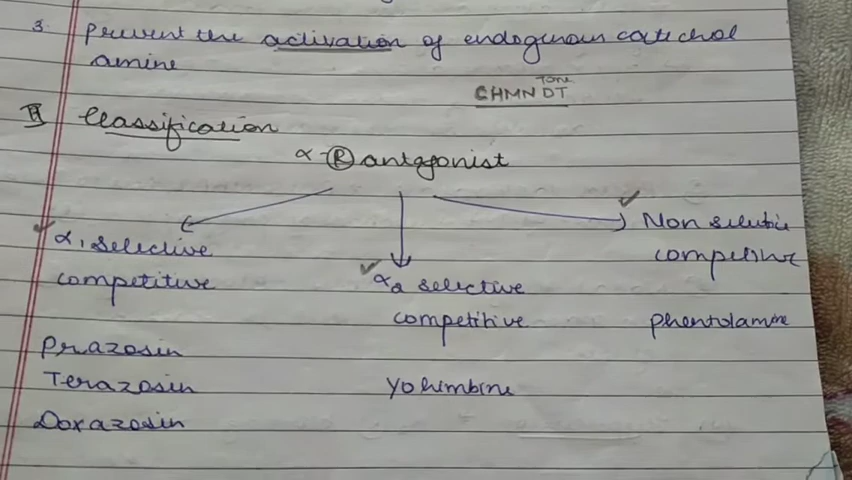 3. prevent the activation of endogenous catechol
amine
Tone
CHMN DT
II Classification
α-Ⓡ antagonist
α1 selective
competitive
Prazosin
Terazosin
Doxazosin
α2 selective
competitive
Yohimbine
Non selective
competitive
phentolamine